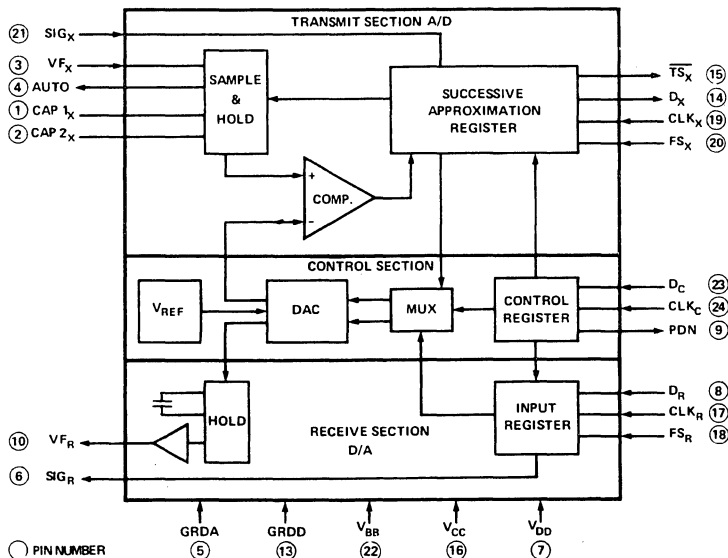 TRANSMIT SECTION A/D
21 SIGX
3 VFX
4 AUTO
1 CAP 1X
2 CAP 2X
SAMPLE
&
HOLD
SUCCESSIVE
APPROXIMATION
REGISTER
TSX 15
DX 14
CLKX 19
FSX 20
+
COMP.
−
CONTROL SECTION
VREF
DAC
MUX
CONTROL
REGISTER
DC 23
CLKC 24
PDN 9
HOLD
RECEIVE SECTION
D/A
INPUT
REGISTER
DR 8
CLKR 17
FSR 18
10 VFR
6 SIGR
GRDA GRDD VBB VCC VDD
5 13 22 16 7
PIN NUMBER